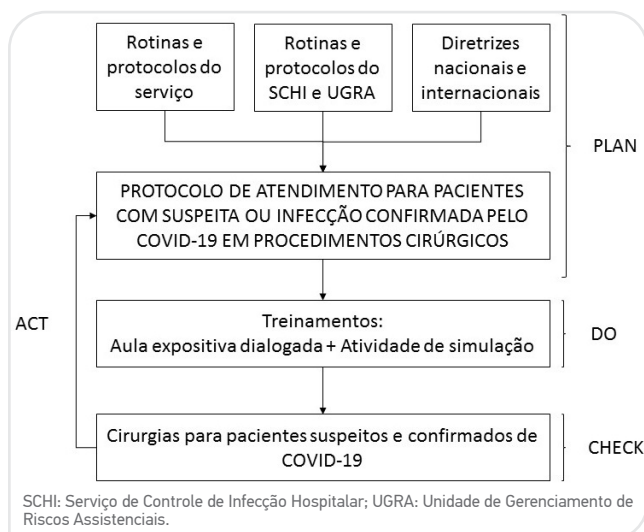 Rotinas e
protocolos do
serviço
Rotinas e
protocolos do
SCHI e UGRA
Diretrizes
nacionais e
internacionais
PLAN
PROTOCOLO DE ATENDIMENTO PARA PACIENTES
COM SUSPEITA OU INFECÇÃO CONFIRMADA PELO
COVID-19 EM PROCEDIMENTOS CIRÚRGICOS
ACT
Treinamentos:
Aula expositiva dialogada + Atividade de simulação
DO
Cirurgias para pacientes suspeitos e confirmados de
COVID-19
CHECK
SCHI: Serviço de Controle de Infecção Hospitalar; UGRA: Unidade de Gerenciamento de
Riscos Assistenciais.